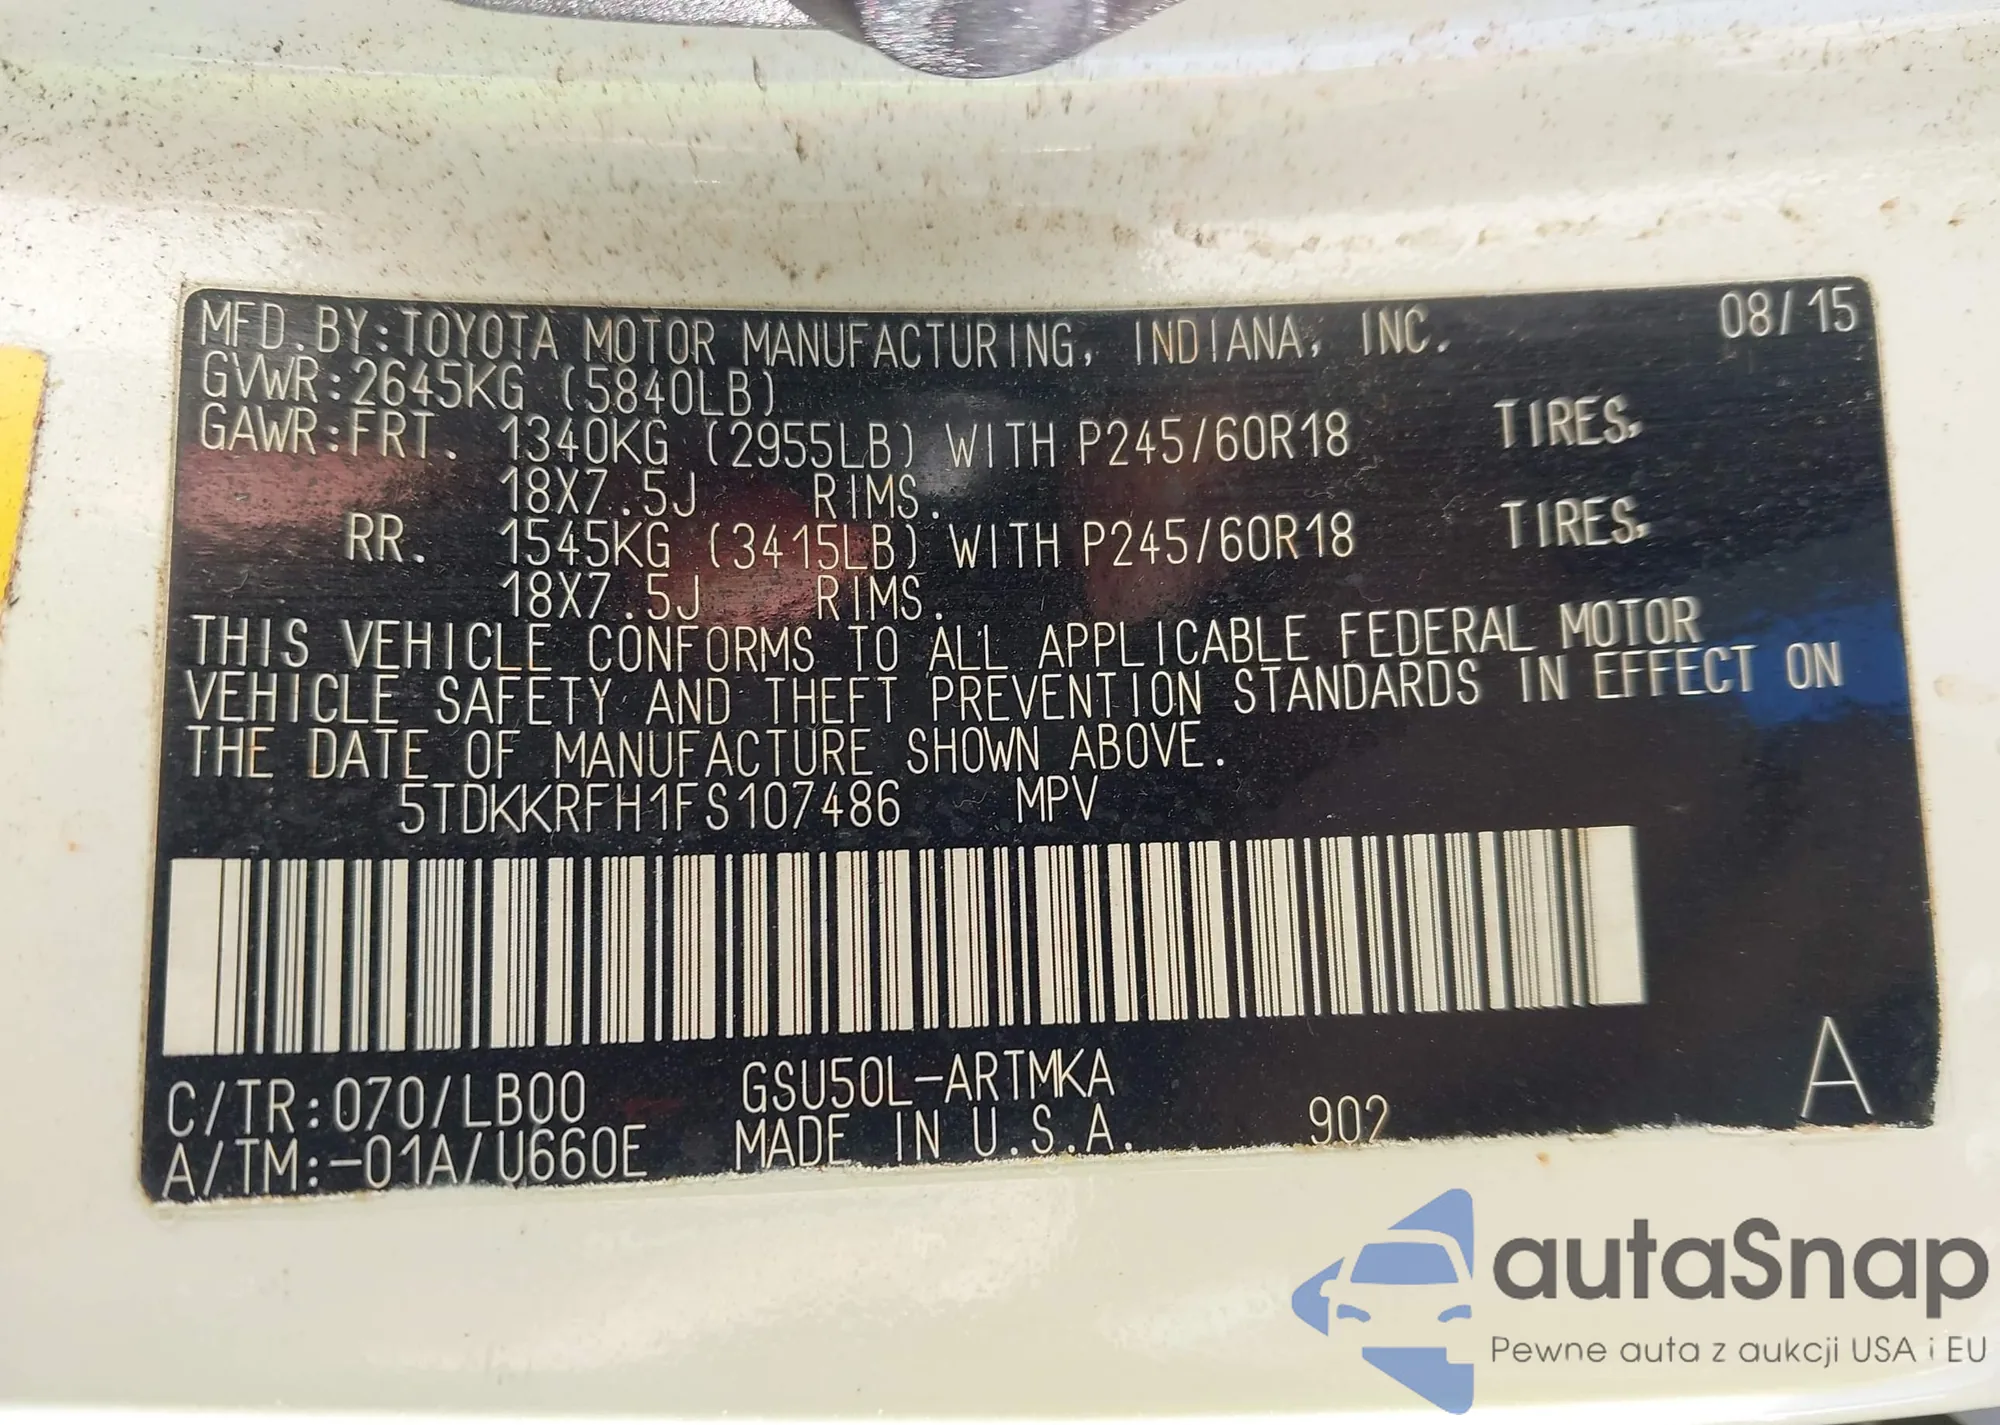 MFD.BY:TOYOTA MOTOR MANUFACTURING, INDIANA, INC. 08/15
GVWR:2645KG (5840LB)
GAWR:FRT. 1340KG (2955LB) WITH P245/60R18 TIRES,
18X7.5J RIMS.
RR. 1545KG (3415LB) WITH P245/60R18 TIRES,
18X7.5J RIMS.
THIS VEHICLE CONFORMS TO ALL APPLICABLE FEDERAL MOTOR
VEHICLE SAFETY AND THEFT PREVENTION STANDARDS IN EFFECT ON
THE DATE OF MANUFACTURE SHOWN ABOVE.
5TDKKRFH1FS107486 MPV
C/TR:070/LB00 GSU50L-ARTMKA A
A/TM:-01A/U660E MADE IN U.S.A. 902
autaSnap
Pewne auta z aukcji USA i EU